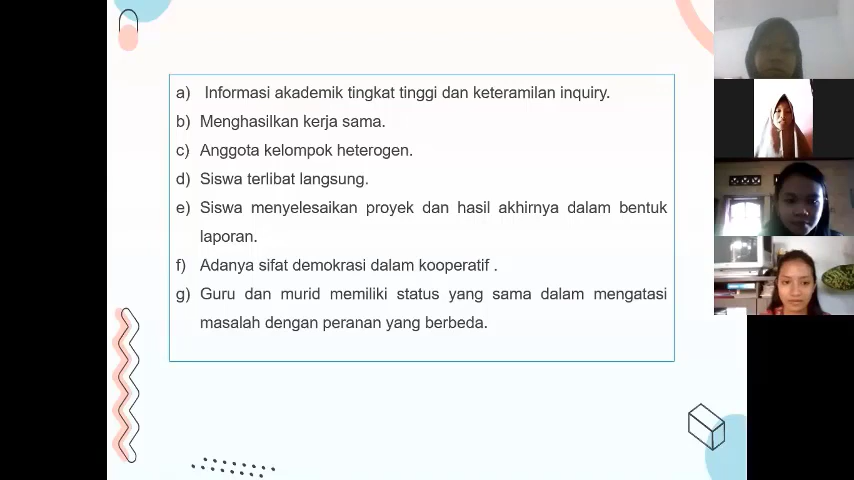 a) Informasi akademik tingkat tinggi dan keteramilan inquiry.
b) Menghasilkan kerja sama.
c) Anggota kelompok heterogen.
d) Siswa terlibat langsung.
e) Siswa menyelesaikan proyek dan hasil akhirnya dalam bentuk
laporan.
f) Adanya sifat demokrasi dalam kooperatif .
g) Guru dan murid memiliki status yang sama dalam mengatasi
masalah dengan peranan yang berbeda.